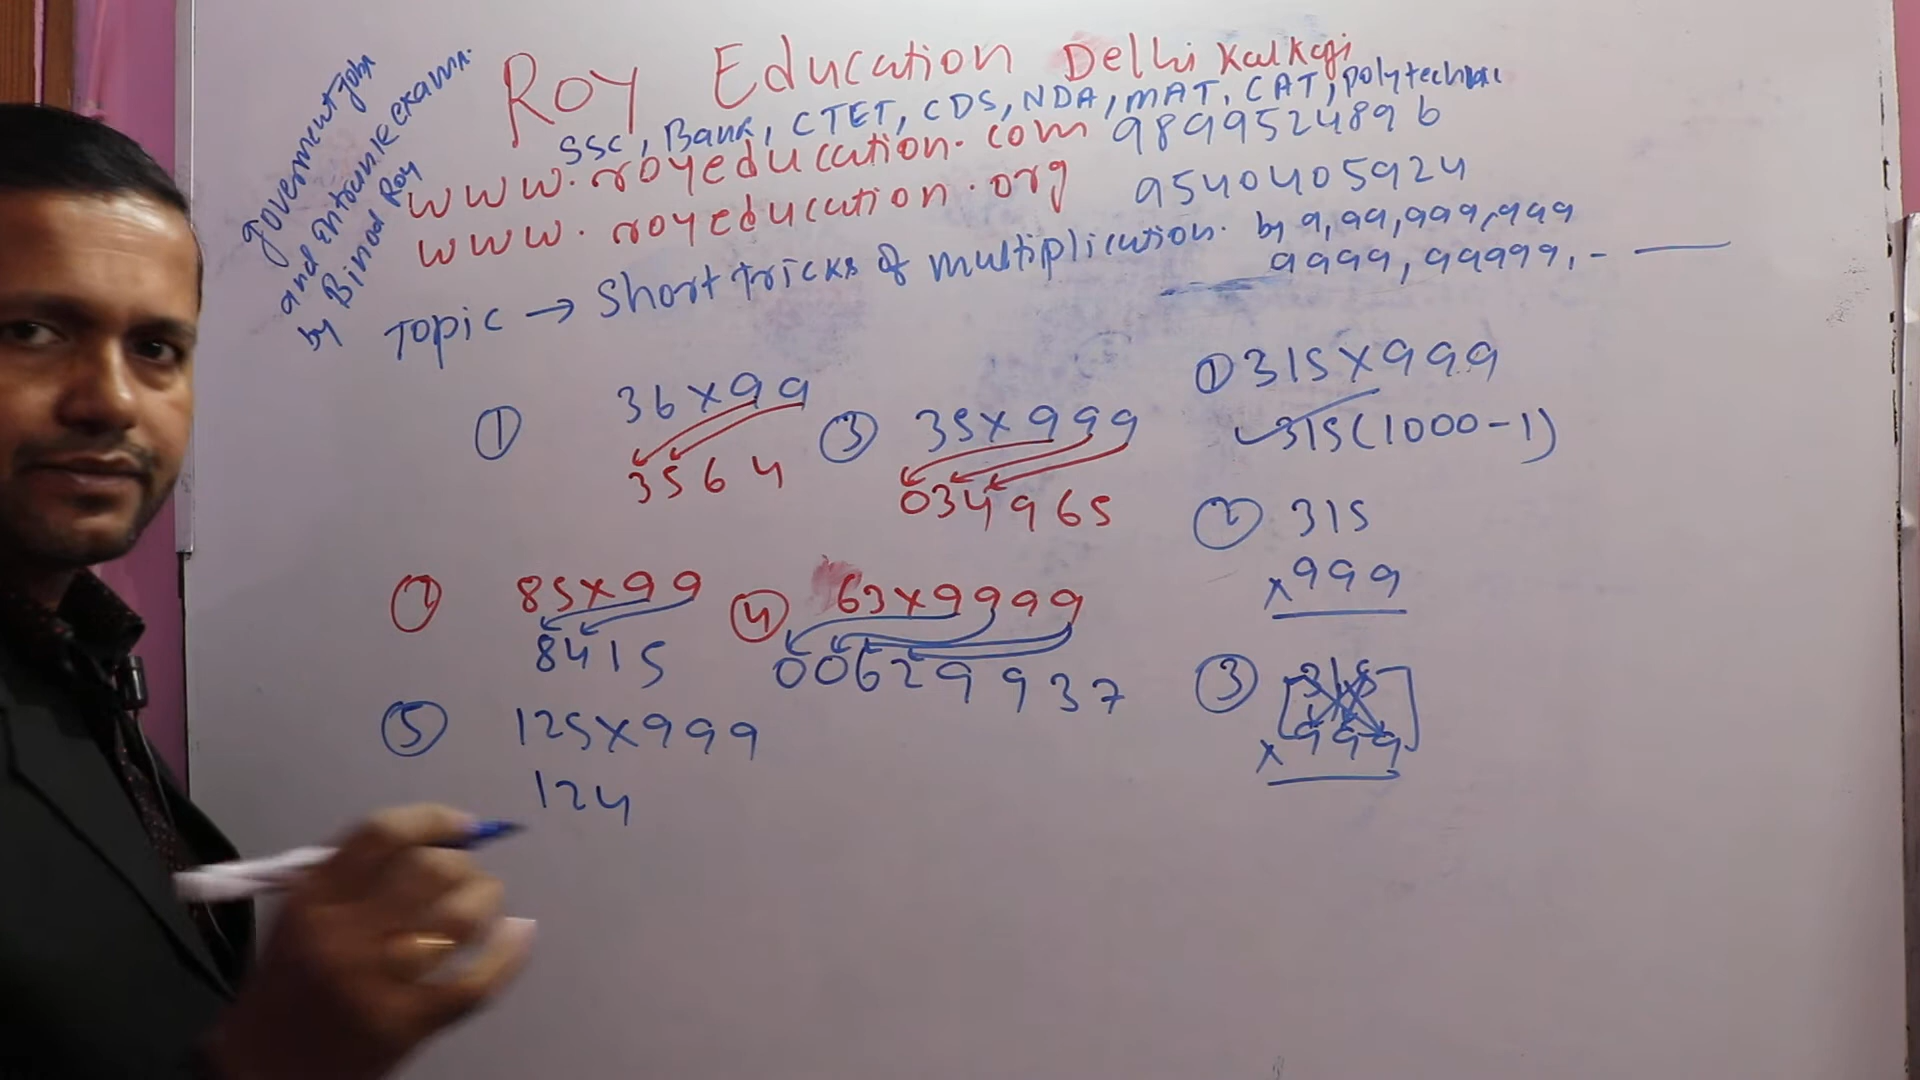 Roy Education Delhi Kalkaji
SSC, Bank, CTET, CDS, NDA, MAT, CAT, polytechnic
www.royeducation.com 9899524896
www.royeducation.org 9540405924
Goverment jobs
and Entrance exams.
by Binod Roy
Topic → Short tricks of multiplication. by 9,99,999,999
9999, 99999, - —
① 36×99
3564
③ 35×999
034965
① 315×999
315(1000-1)
② 315
×999
② 85×99
8415
④ 63×9999
00629937
③ 315
×999
⑤ 125×999
124